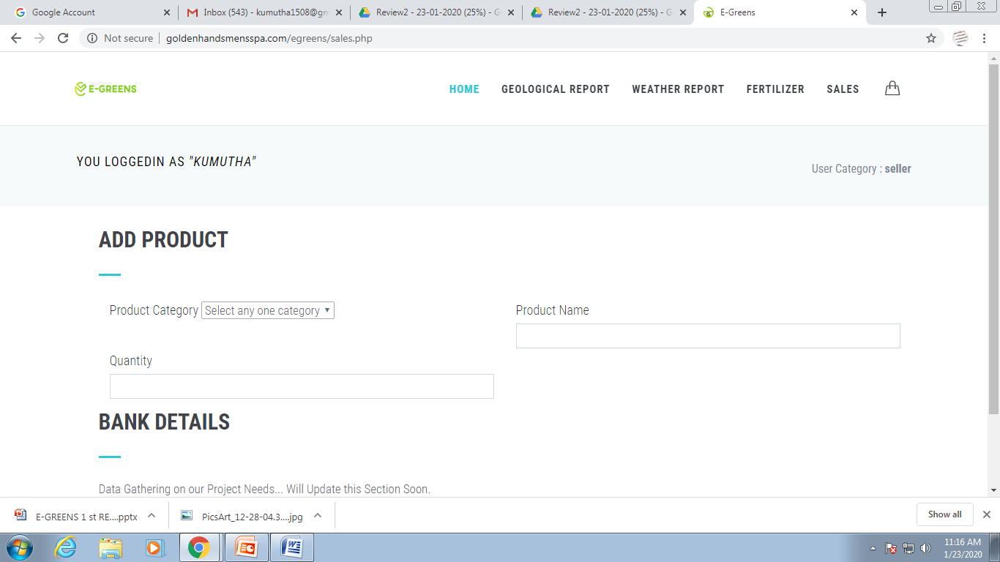 Google Account
Inbox (543) - kumutha1508@gm
Review2 - 23-01-2020 (25%) - G
Review2 - 23-01-2020 (25%) - G
E-Greens
Not secure | goldenhandsmensspa.com/egreens/sales.php
E-GREENS
HOME GEOLOGICAL REPORT WEATHER REPORT FERTILIZER SALES
YOU LOGGEDIN AS "KUMUTHA"
User Category : seller
ADD PRODUCT
Product Category Select any one category
Product Name
Quantity
BANK DETAILS
Data Gathering on our Project Needs... Will Update this Section Soon.
E-GREENS 1 st RE....pptx
PicsArt_12-28-04.3....jpg
Show all
11:16 AM
1/23/2020